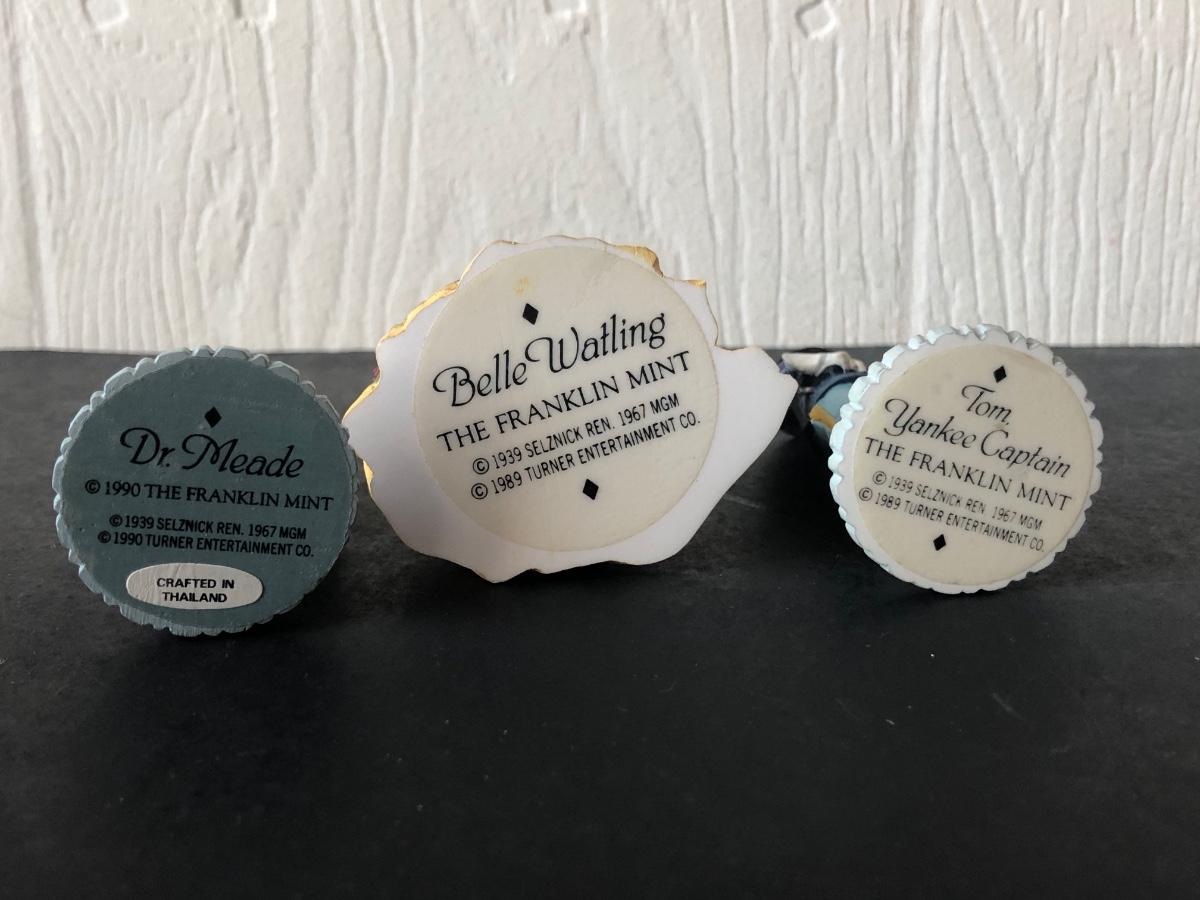 Dr. Meade
© 1990 THE FRANKLIN MINT
© 1939 SELZNICK REN. 1967 MGM
© 1990 TURNER ENTERTAINMENT CO.
CRAFTED IN
THAILAND
Belle Watling
THE FRANKLIN MINT
© 1939 SELZNICK REN. 1967 MGM
© 1989 TURNER ENTERTAINMENT CO.
Tom,
Yankee Captain
THE FRANKLIN MINT
© 1939 SELZNICK REN. 1967 MGM
© 1989 TURNER ENTERTAINMENT CO.